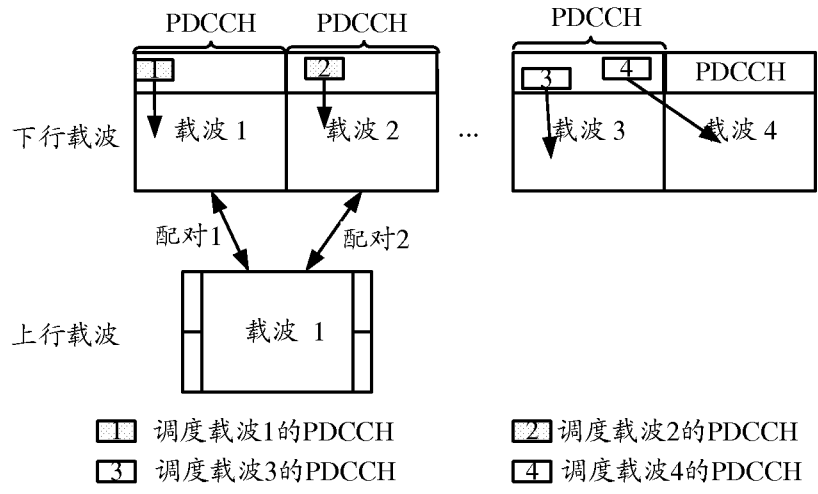 PDCCH PDCCH PDCCH
1 2 3 4 PDCCH
下行载波 载波 1 载波 2 ... 载波 3 载波 4
配对1 配对2
上行载波 载波 1
1 调度载波1的PDCCH 2 调度载波2的PDCCH
3 调度载波3的PDCCH 4 调度载波4的PDCCH